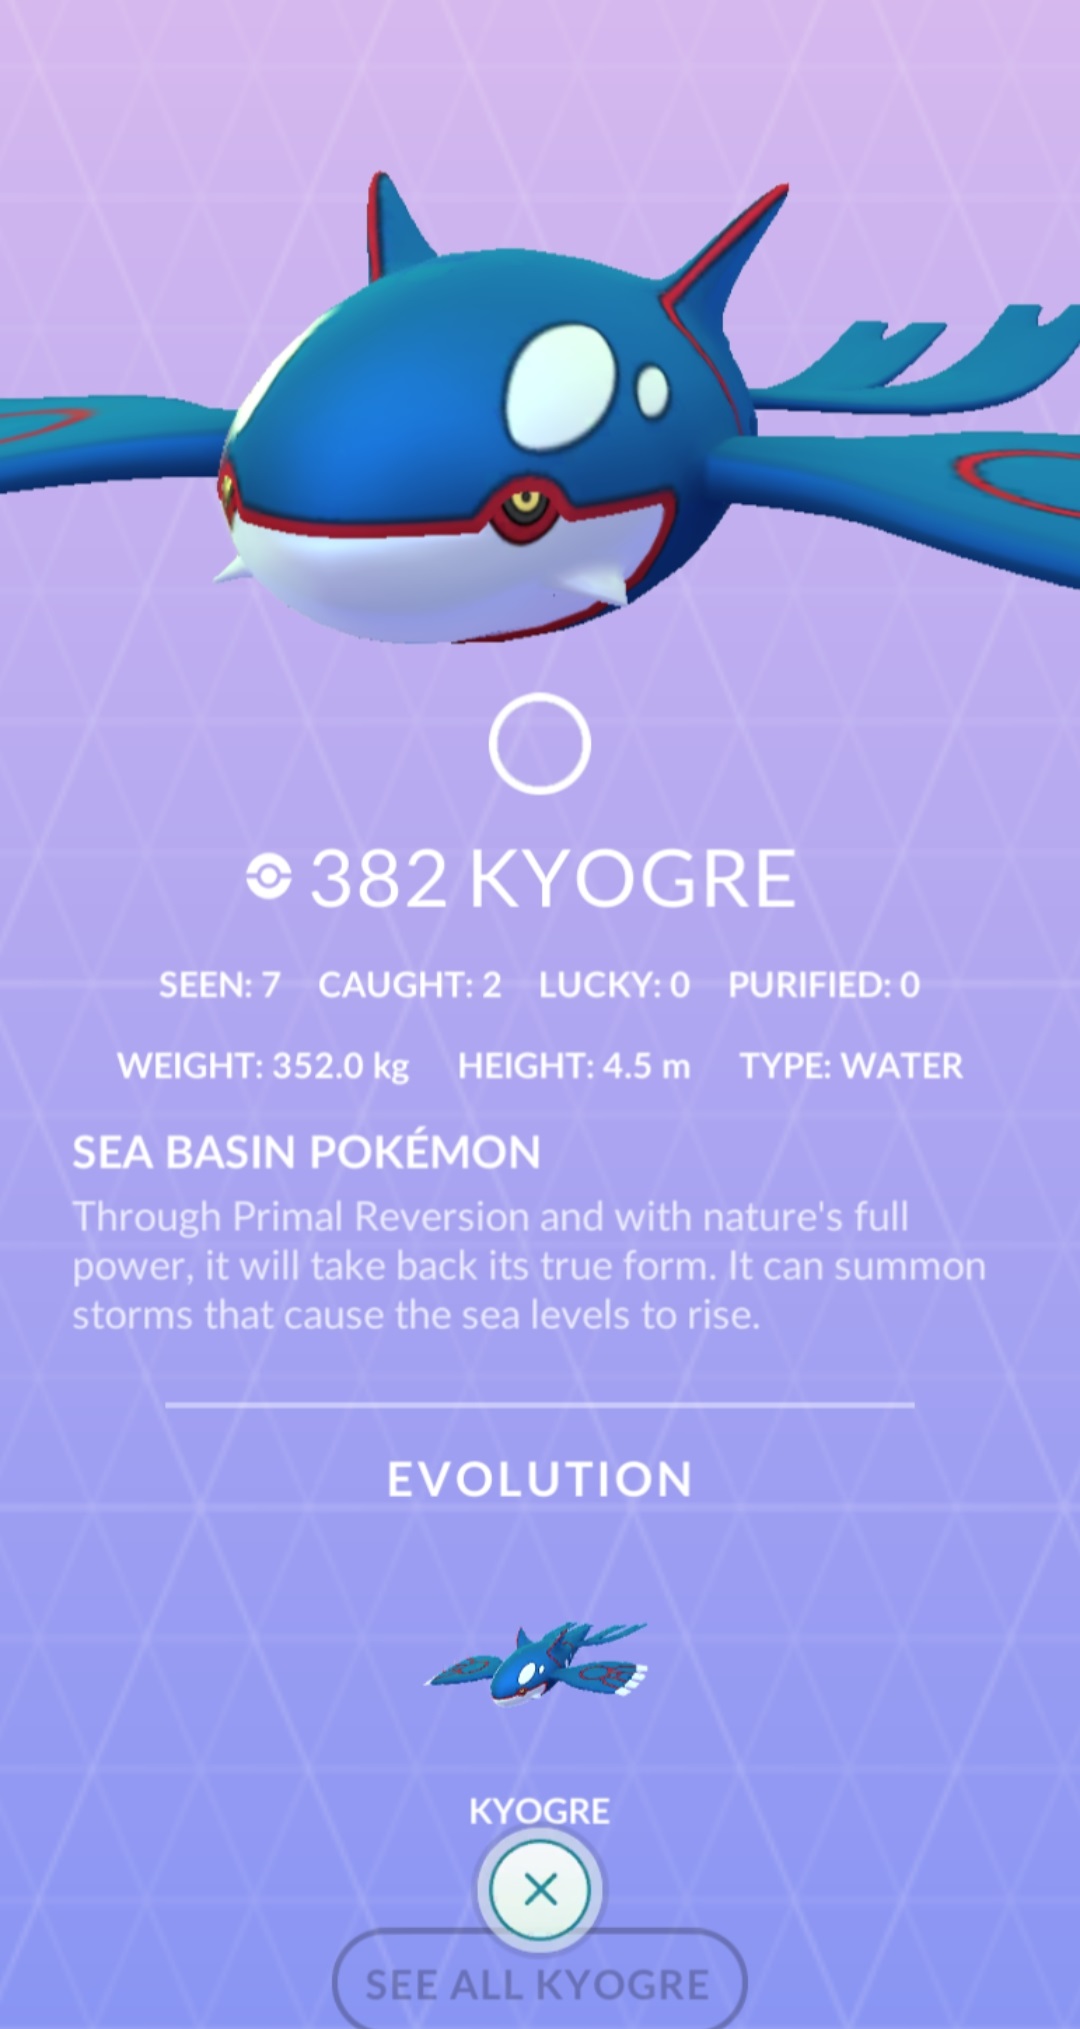 382 KYOGRE
SEEN: 7 CAUGHT: 2 LUCKY: 0 PURIFIED: 0
WEIGHT: 352.0 kg HEIGHT: 4.5 m TYPE: WATER
SEA BASIN POKÉMON
Through Primal Reversion and with nature's full
power, it will take back its true form. It can summon
storms that cause the sea levels to rise.
EVOLUTION
KYOGRE
SEE ALL KYOGRE